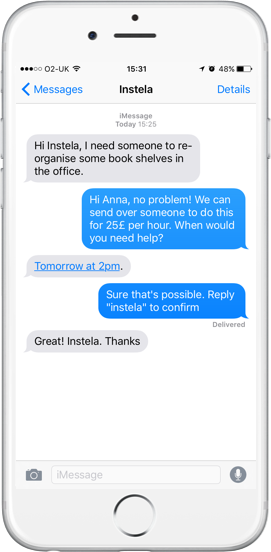 O2-UK 15:31 48%
Messages Instela Details
iMessage
Today 15:25
Hi Instela, I need someone to re-
organise some book shelves in
the office.
Hi Anna, no problem! We can
send over someone to do this
for 25£ per hour. When would
you need help?
Tomorrow at 2pm.
Sure that's possible. Reply
"instela" to confirm
Delivered
Great! Instela. Thanks
iMessage